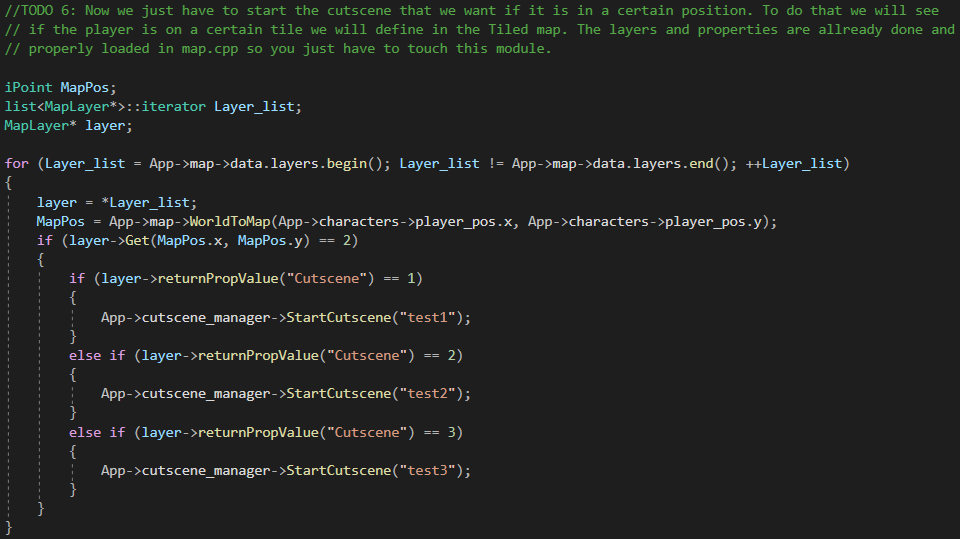 //TODO 6: Now we just have to start the cutscene that we want if it is in a certain position. To do that we will see
// if the player is on a certain tile we will define in the Tiled map. The layers and properties are allready done and
// properly loaded in map.cpp so you just have to touch this module.
iPoint MapPos;
list<MapLayer*>::iterator Layer_list;
MapLayer* layer;
for (Layer_list = App->map->data.layers.begin(); Layer_list != App->map->data.layers.end(); ++Layer_list)
{
layer = *Layer_list;
MapPos = App->map->WorldToMap(App->characters->player_pos.x, App->characters->player_pos.y);
if (layer->Get(MapPos.x, MapPos.y) == 2)
{
if (layer->returnPropValue("Cutscene") == 1)
{
App->cutscene_manager->StartCutscene("test1");
}
else if (layer->returnPropValue("Cutscene") == 2)
{
App->cutscene_manager->StartCutscene("test2");
}
else if (layer->returnPropValue("Cutscene") == 3)
{
App->cutscene_manager->StartCutscene("test3");
}
}
}